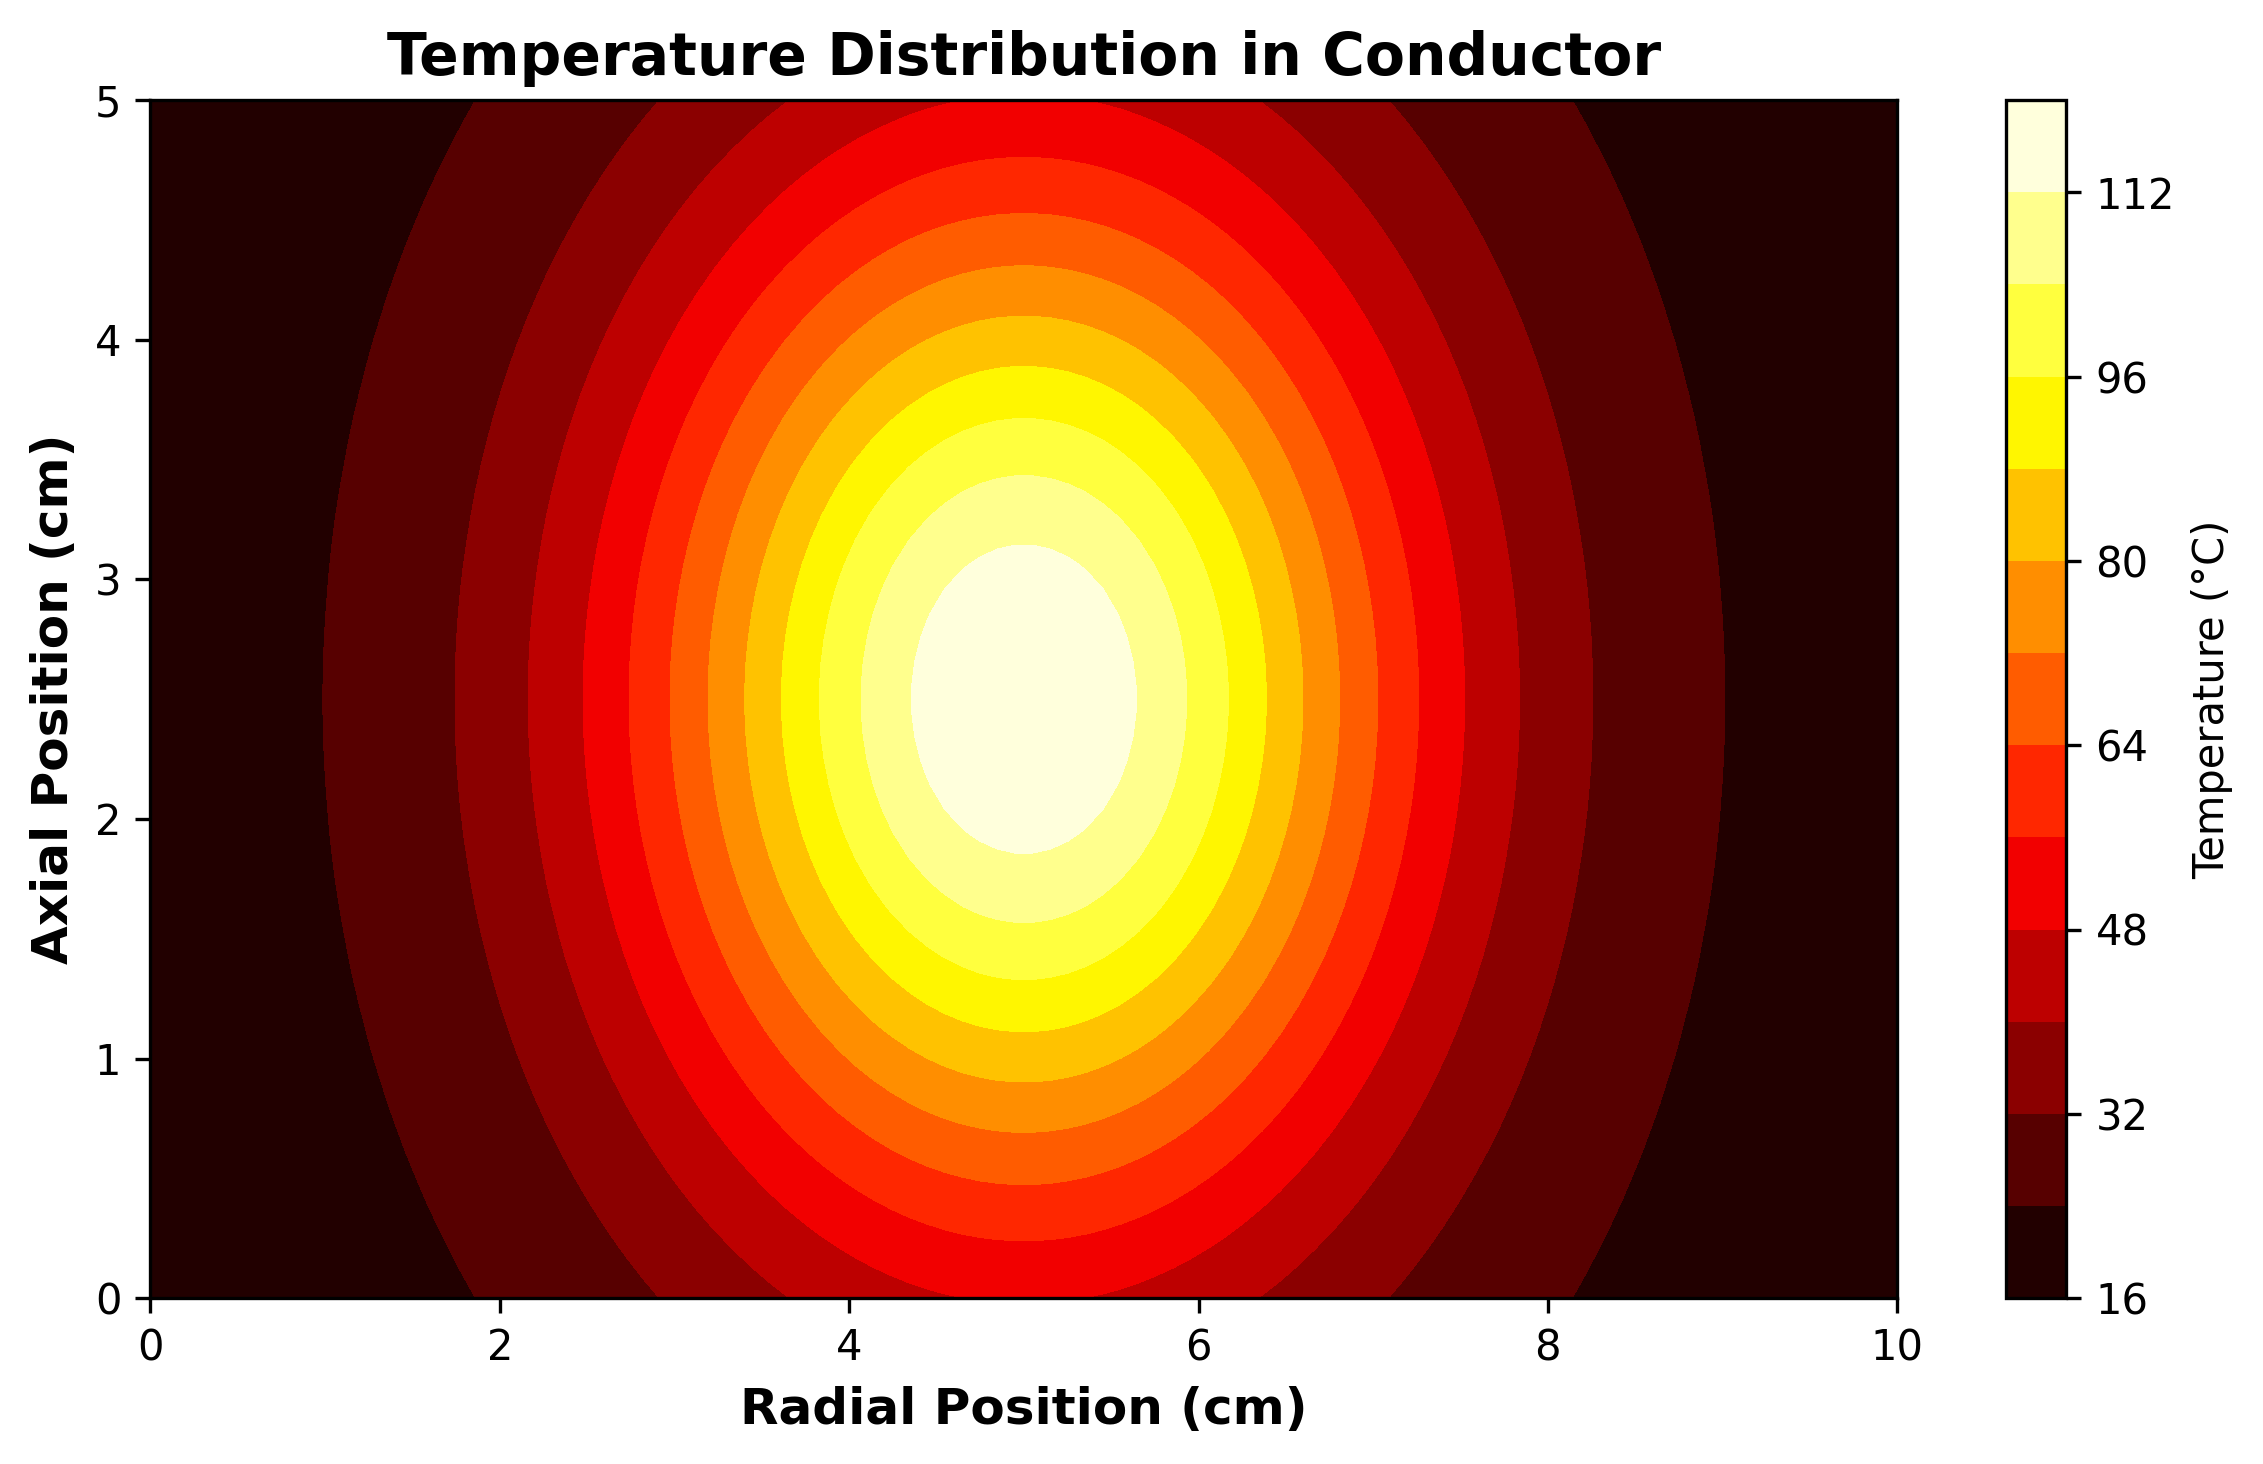 Temperature Distribution in Conductor
5
4
3
2
1
0
Axial Position (cm)
0 2 4 6 8 10
Radial Position (cm)
112
96
80
64
48
32
16
Temperature (°C)